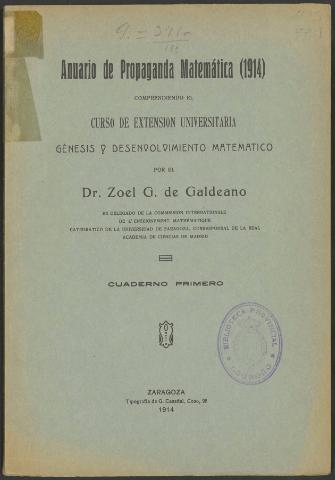 Anuario de Propaganda Matemática (1914)
COMPRENDIENDO EL
CURSO DE EXTENSION UNIVERSITARIA
GÉNESIS Y DESENVOLVIMIENTO MATEMATICO
POR EL
Dr. Zoel G. de Galdeano
EX-DELEGADO DE LA COMMISSION INTERNATIONALE
DE L' ENSEIGNEMENT MATHÉMATIQUE
CATEDRÁTICO DE LA UNIVERSIDAD DE ZARAGOZA, CORRESPONSAL DE LA REAL
ACADEMIA DE CIENCIAS DE MADRID
CUADERNO PRIMERO
BIBLIOTECA PROVINCIAL
LOGROÑO
ZARAGOZA
Tipografía de G. Casañal, Coso, 98
1914